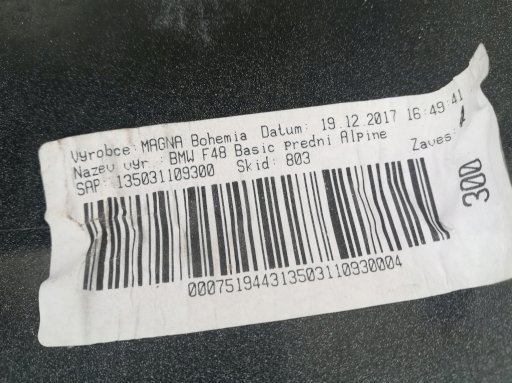 Vyrobce: MAGNA Bohemia Datum: 19.12.2017 16:49:41
Nazev vyr.: BMW F48 Basic predni Alpine Zaves: 4
SAP: 135031109300 Skid: 803
300
0007519443135031109300004